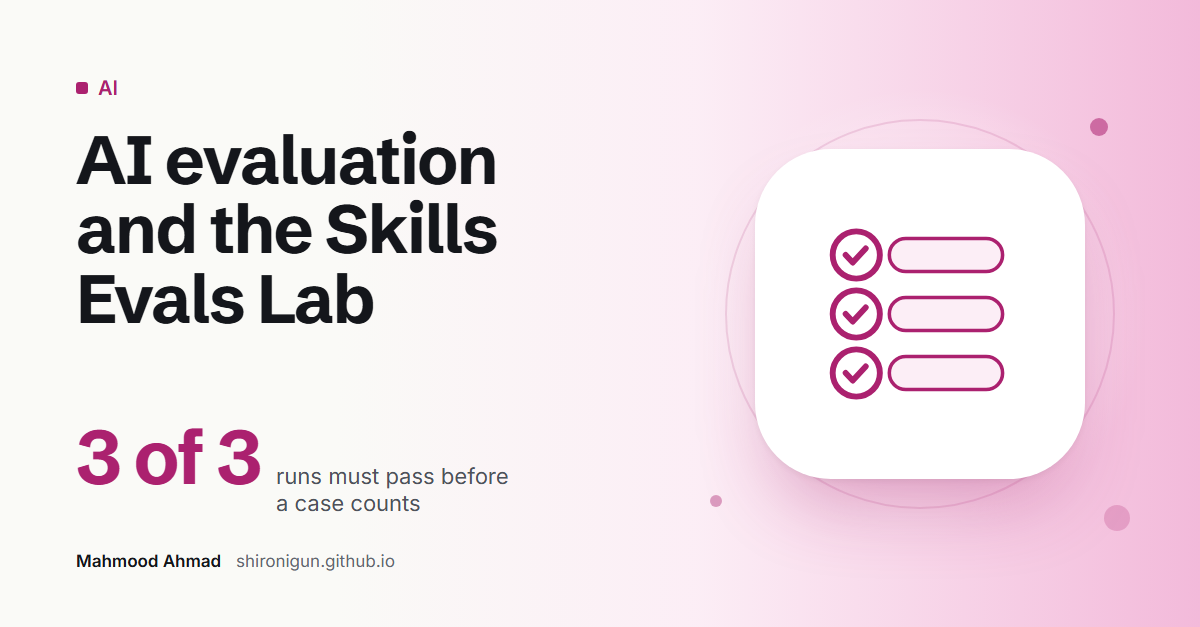 AI
AI evaluation
and the Skills
Evals Lab
3 of 3
runs must pass before
a case counts
Mahmood Ahmad shironigun.github.io